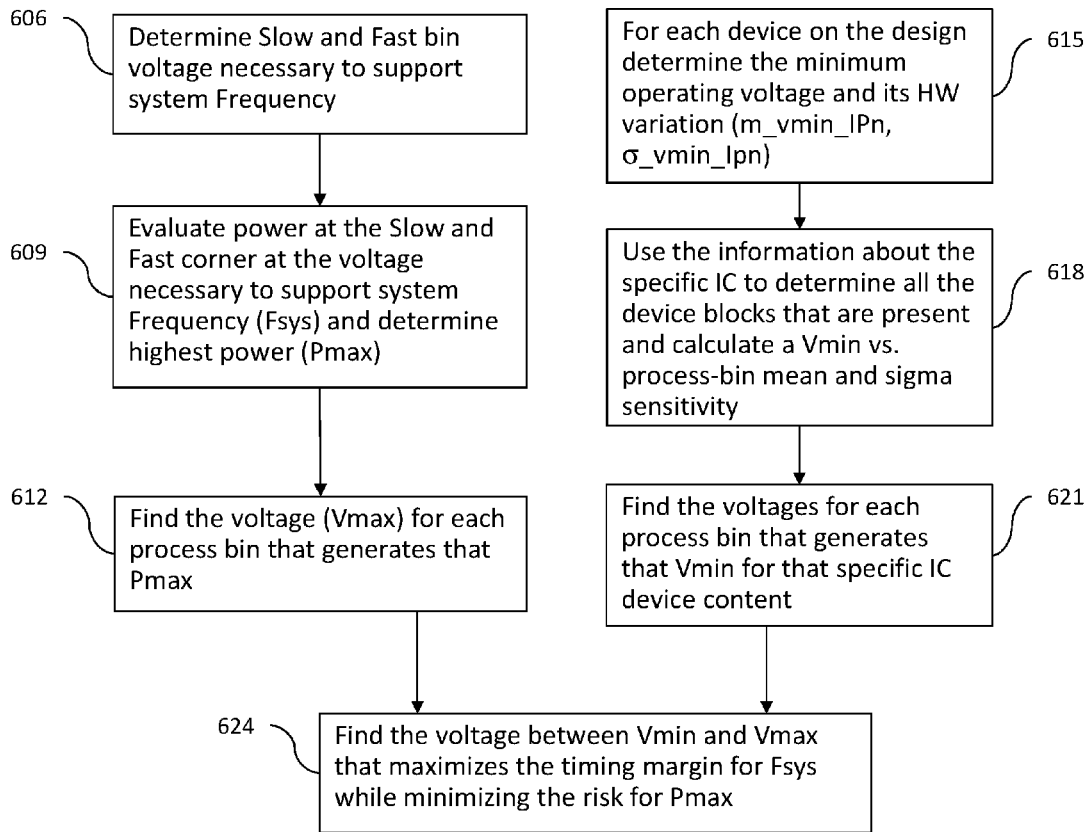 606
Determine Slow and Fast bin
voltage necessary to support
system Frequency
609
Evaluate power at the Slow and
Fast corner at the voltage
necessary to support system
Frequency (Fsys) and determine
highest power (Pmax)
612
Find the voltage (Vmax) for each
process bin that generates that
Pmax
615
For each device on the design
determine the minimum
operating voltage and its HW
variation (m_vmin_IPn,
σ_vmin_Ipn)
618
Use the information about the
specific IC to determine all the
device blocks that are present
and calculate a Vmin vs.
process-bin mean and sigma
sensitivity
621
Find the voltages for each
process bin that generates
that Vmin for that specific IC
device content
624
Find the voltage between Vmin and Vmax
that maximizes the timing margin for Fsys
while minimizing the risk for Pmax